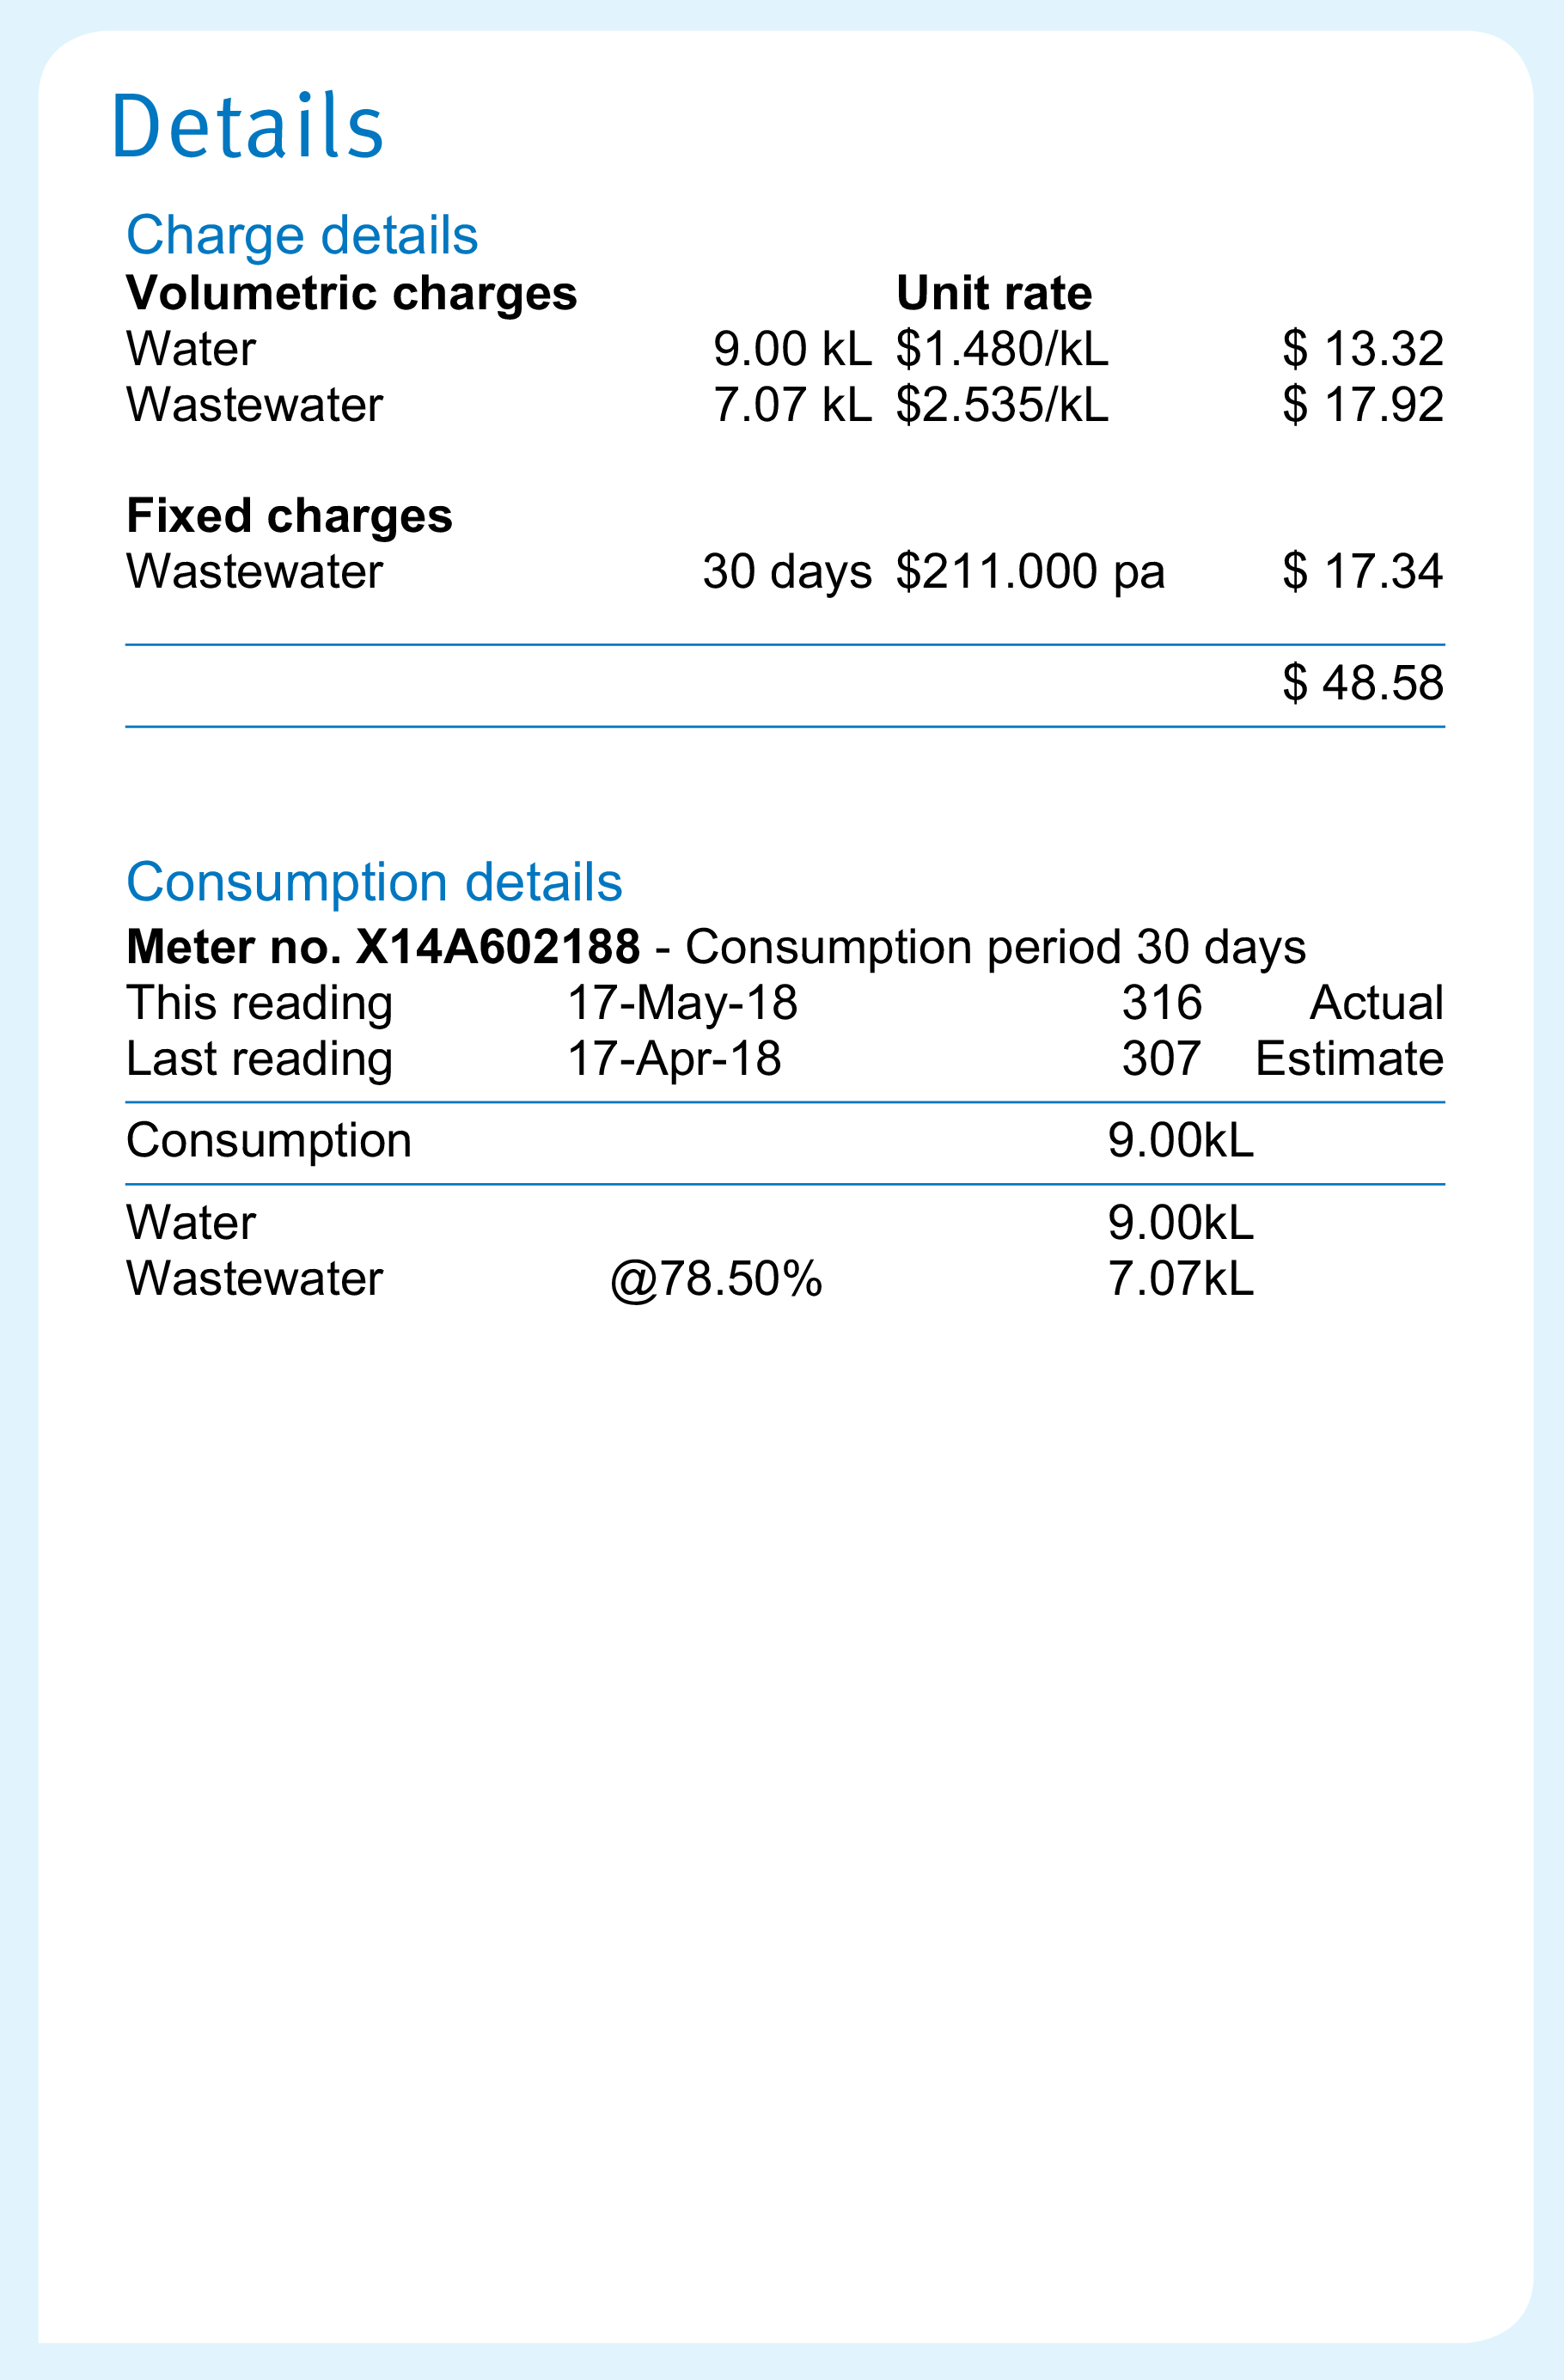 Details
Charge details
Volumetric charges Unit rate
Water 9.00 kL $1.480/kL $ 13.32
Wastewater 7.07 kL $2.535/kL $ 17.92
Fixed charges
Wastewater 30 days $211.000 pa $ 17.34
$ 48.58
Consumption details
Meter no. X14A602188 - Consumption period 30 days
This reading 17-May-18 316 Actual
Last reading 17-Apr-18 307 Estimate
Consumption 9.00kL
Water 9.00kL
Wastewater @78.50% 7.07kL